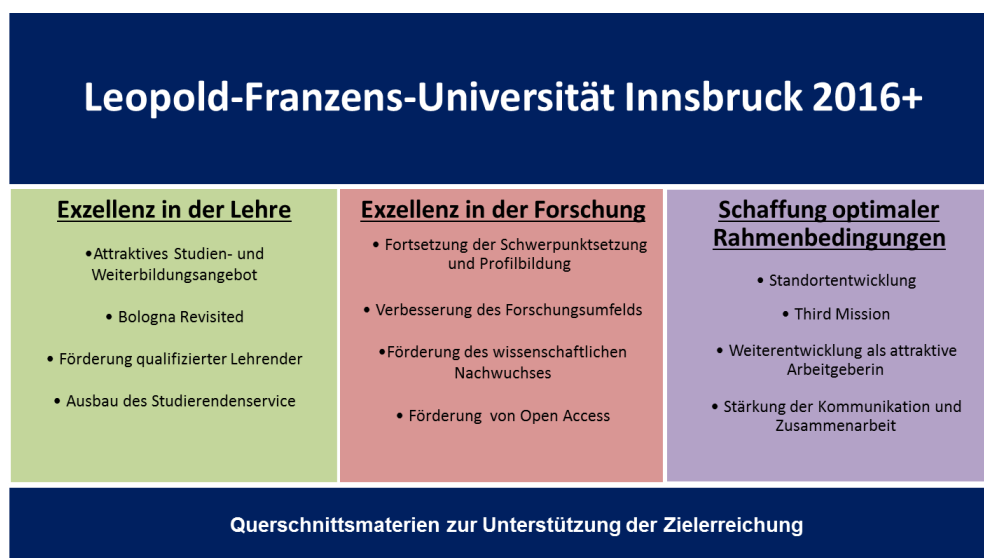 Leopold-Franzens-Universität Innsbruck 2016+
Exzellenz in der Lehre
•Attraktives Studien- und
Weiterbildungsangebot
• Bologna Revisited
• Förderung qualifizierter Lehrender
• Ausbau des Studierendenservice
Exzellenz in der Forschung
• Fortsetzung der Schwerpunktsetzung
und Profilbildung
• Verbesserung des Forschungsumfelds
•Förderung des wissenschaftlichen
Nachwuchses
• Förderung von Open Access
Schaffung optimaler
Rahmenbedingungen
• Standortentwicklung
• Third Mission
• Weiterentwicklung als attraktive
Arbeitgeberin
• Stärkung der Kommunikation und
Zusammenarbeit
Querschnittsmaterien zur Unterstützung der Zielerreichung